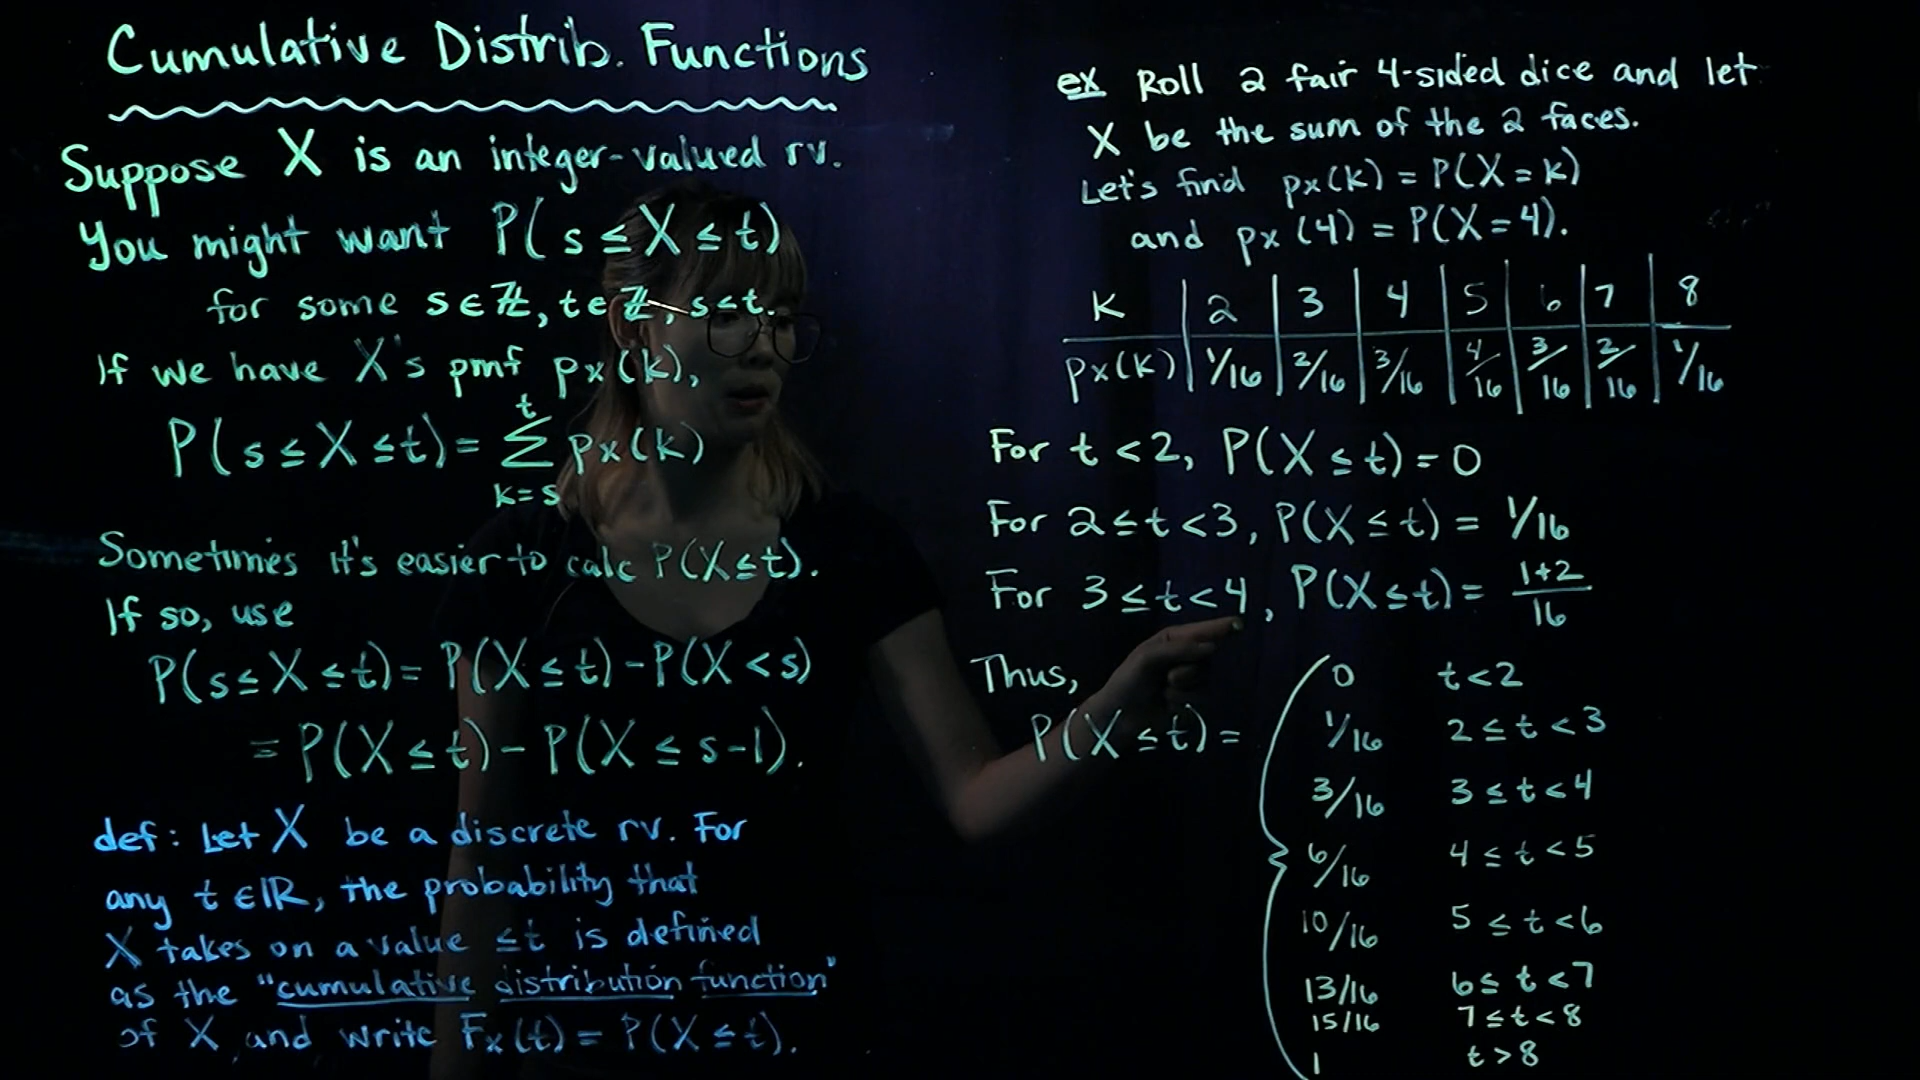 Cumulative Distrib. Functions
Suppose X is an integer-valued rv.
You might want P(s ≤ X ≤ t)
for some s ∈ ℤ, t ∈ ℤ, s ≤ t.
If we have X's pmf px(k),
P(s ≤ X ≤ t) = Σ_{k=s}^{t} px(k)
Sometimes it's easier to calc P(X ≤ t).
If so, use
P(s ≤ X ≤ t) = P(X ≤ t) - P(X < s)
= P(X ≤ t) - P(X ≤ s-1).
def: Let X be a discrete rv. For
any t ∈ ℝ, the probability that
X takes on a value ≤ t is defined
as the "cumulative distribution function"
of X and write Fx(t) = P(X ≤ t).
ex Roll 2 fair 4-sided dice and let
X be the sum of the 2 faces.
Let's find px(k) = P(X = k)
and px(4) = P(X = 4).
K | 2 | 3 | 4 | 5 | 6 | 7 | 8
px(k) | 1/16 | 2/16 | 3/16 | 4/16 | 3/16 | 2/16 | 1/16
For t < 2, P(X ≤ t) = 0
For 2 ≤ t < 3, P(X ≤ t) = 1/16
For 3 ≤ t < 4, P(X ≤ t) = (1+2)/16
Thus,
P(X ≤ t) = {
0 t < 2
1/16 2 ≤ t < 3
3/16 3 ≤ t < 4
6/16 4 ≤ t < 5
10/16 5 ≤ t < 6
13/16 6 ≤ t < 7
15/16 7 ≤ t < 8
1 t > 8